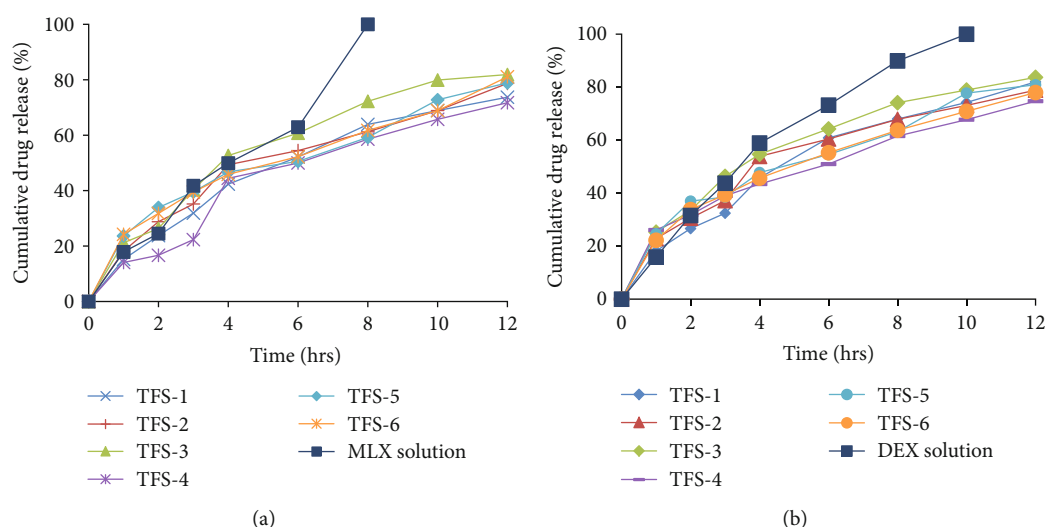 Cumulative drug release (%)
100
80
60
40
20
0
0 2 4 6 8 10 12
Time (hrs)
TFS-1
TFS-2
TFS-3
TFS-4
TFS-5
TFS-6
MLX solution
(a)
Cumulative drug release (%)
100
80
60
40
20
0
0 2 4 6 8 10 12
Time (hrs)
TFS-1
TFS-2
TFS-3
TFS-4
TFS-5
TFS-6
DEX solution
(b)